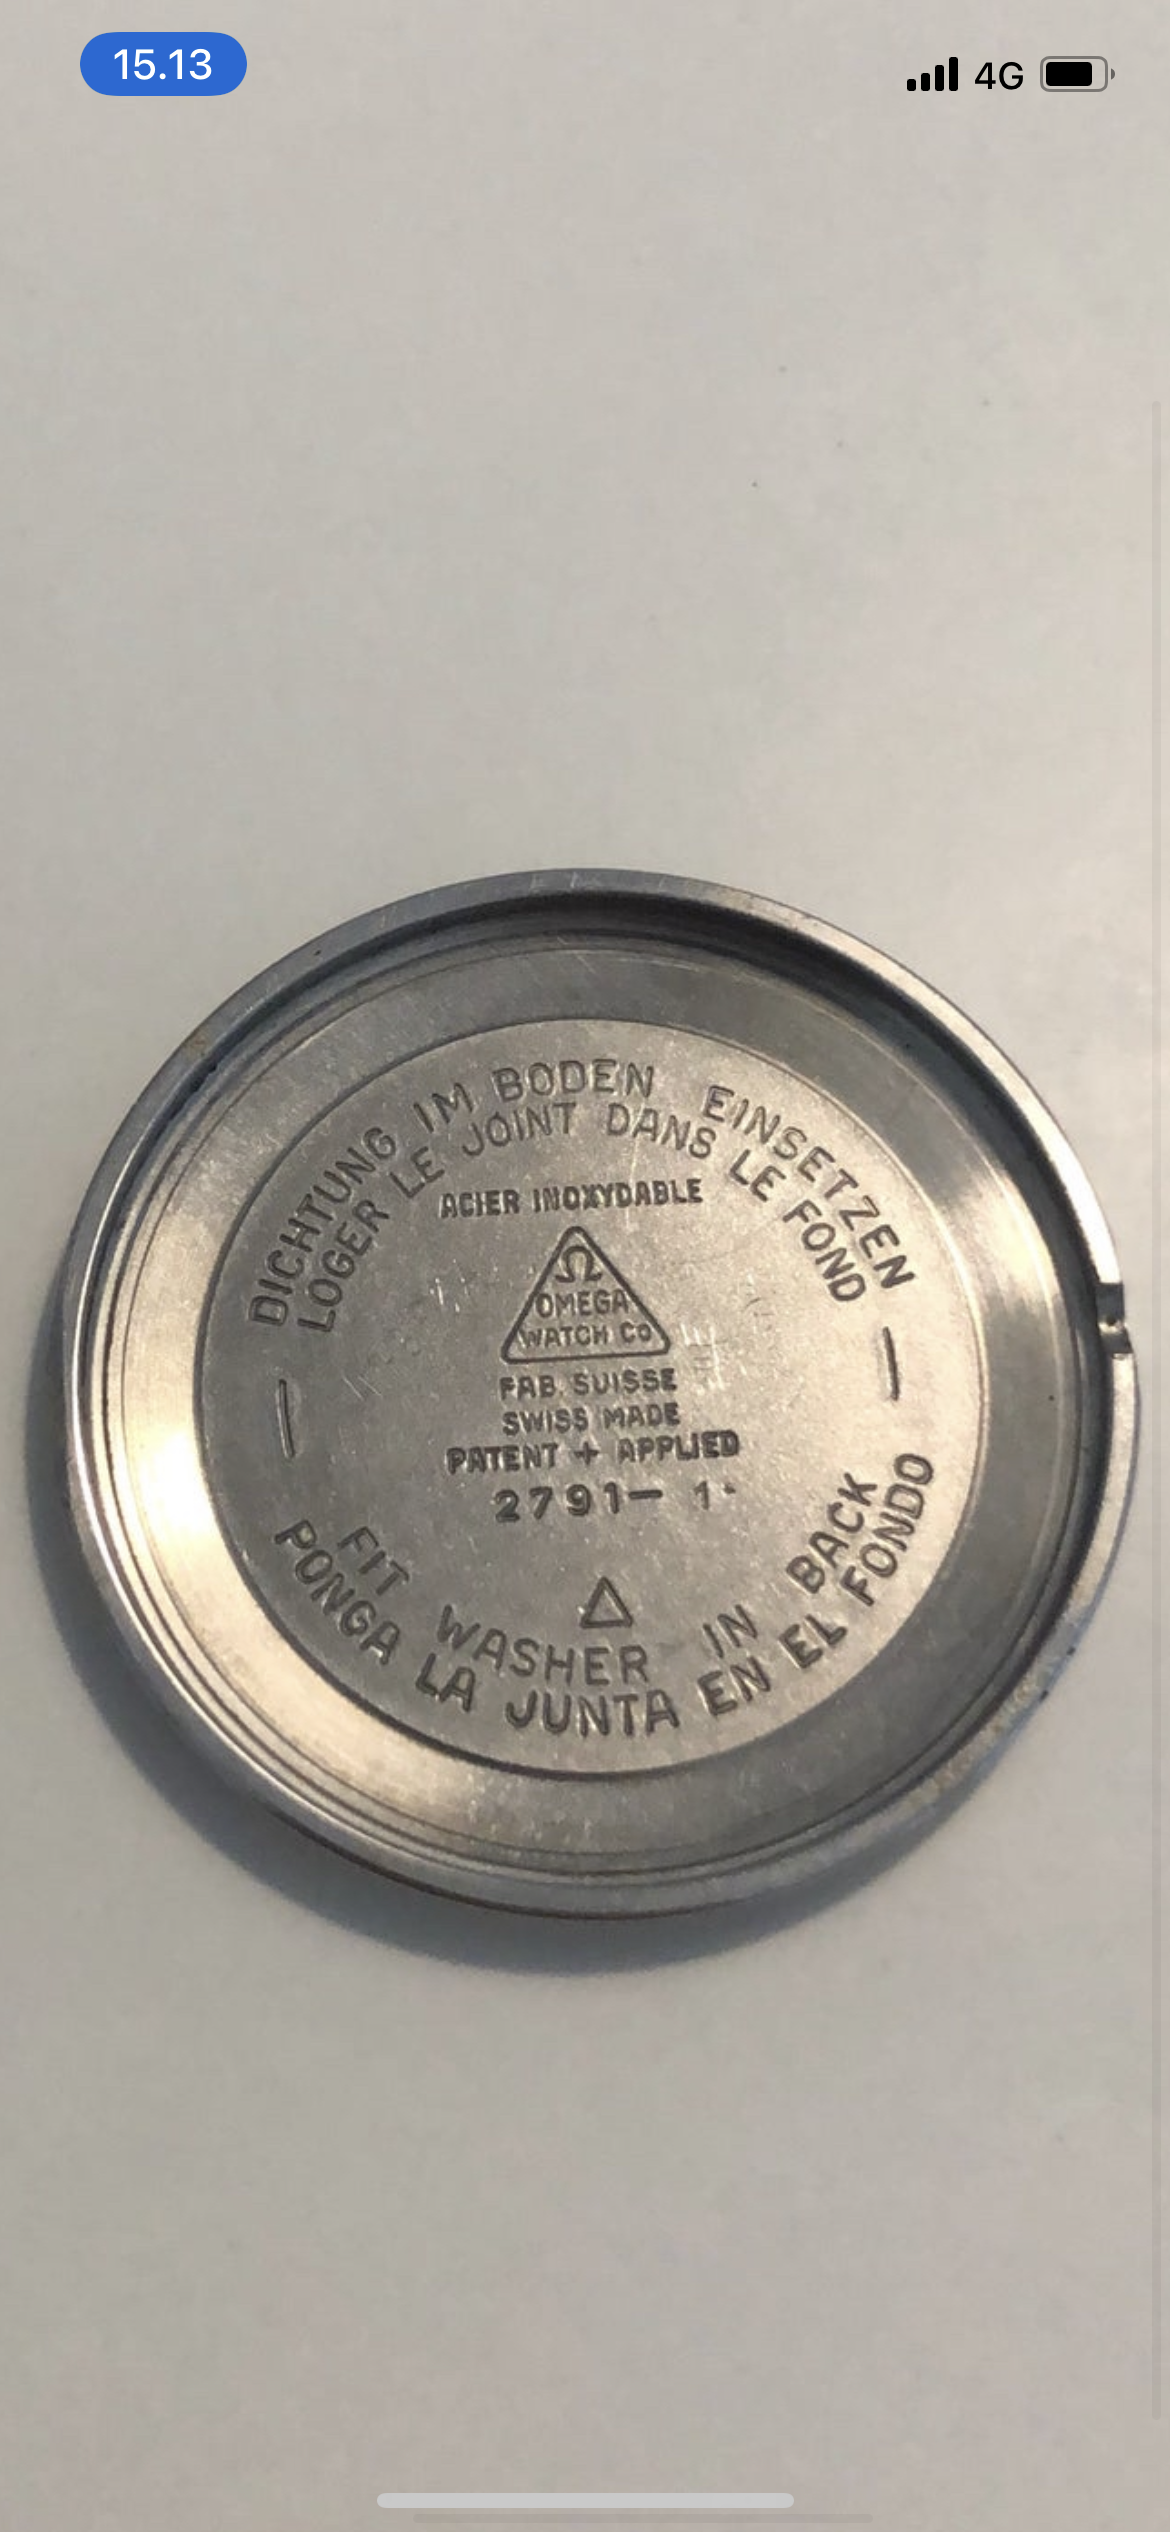 15.13
4G
DICHTUNG IM BODEN EINSETZEN
LOGER LE JOINT DANS LE FOND
ACIER INOXYDABLE
Ω
OMEGA
WATCH CO
FAB. SUISSE
SWISS MADE
PATENT + APPLIED
2791- 1
FIT WASHER IN BACK
PONGA LA JUNTA EN EL FONDO